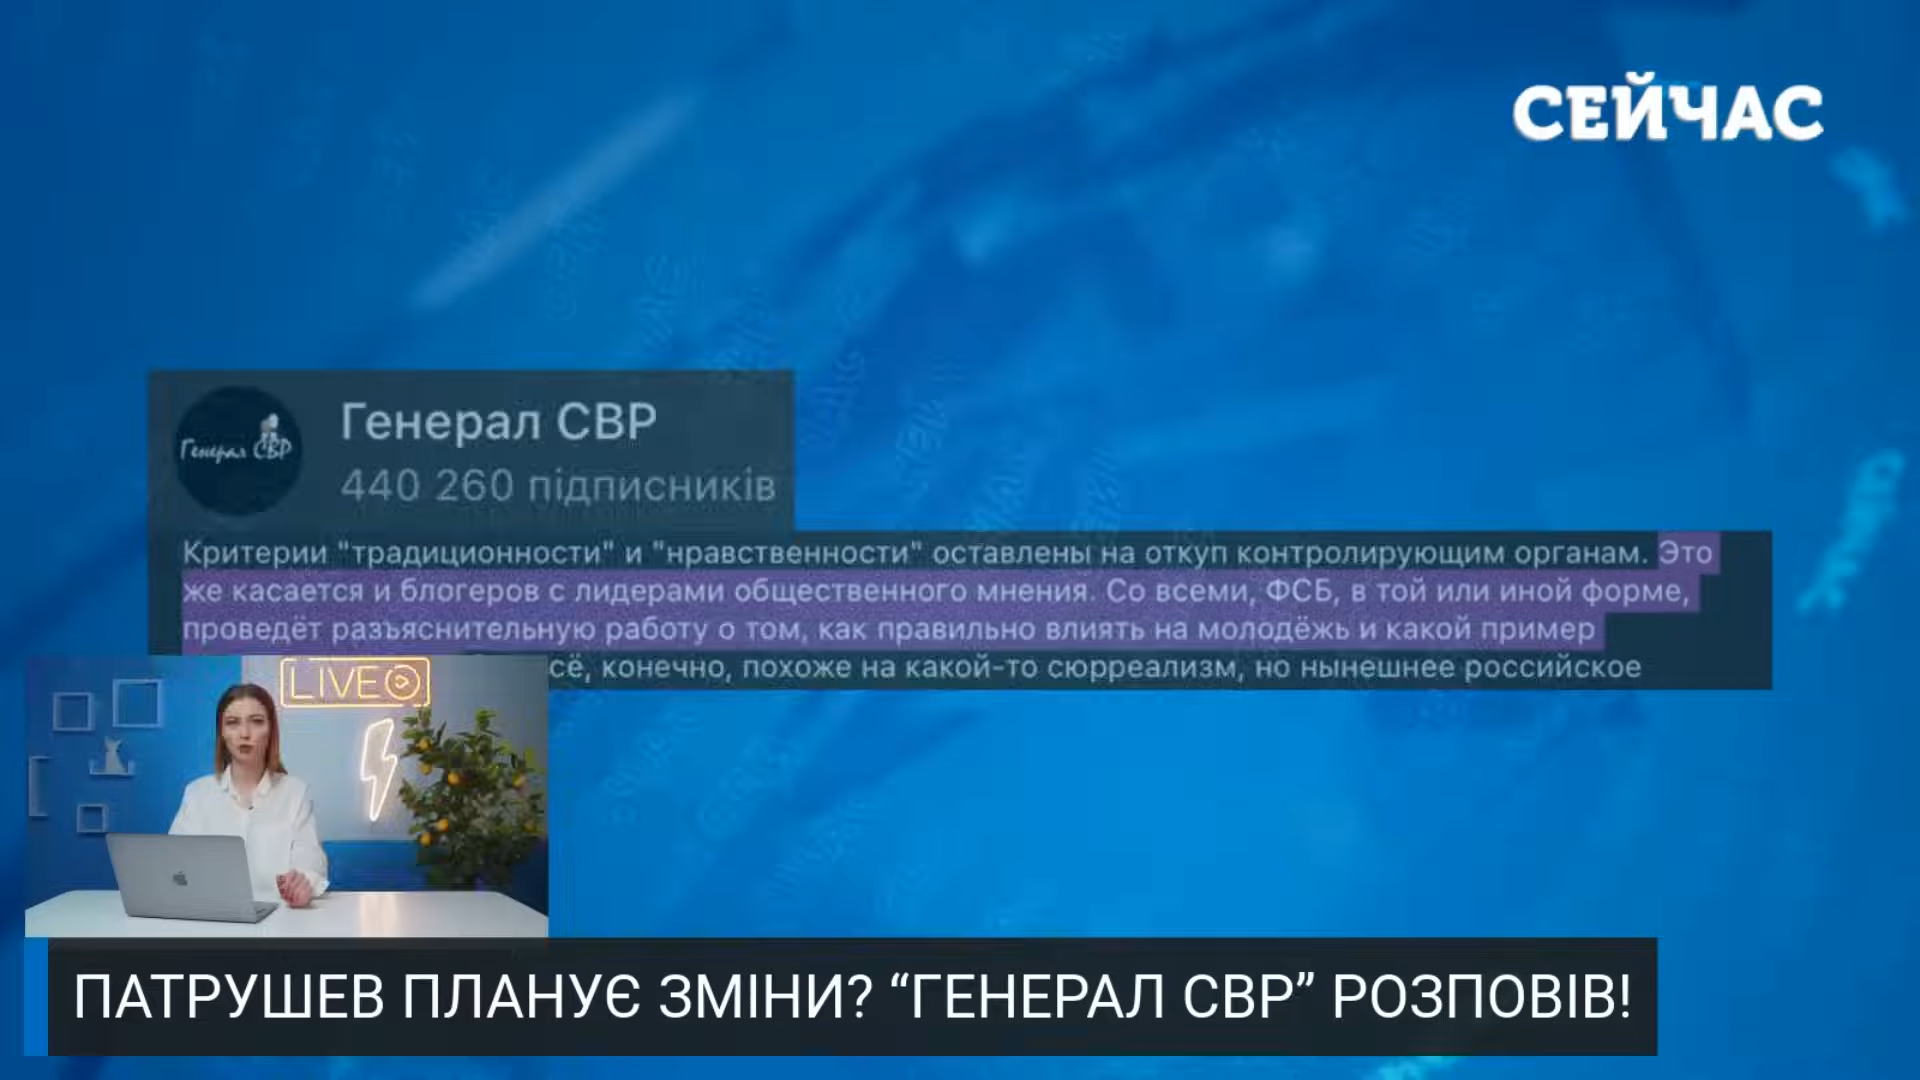 СЕЙЧАС
Генерал СВР
Генерал СВР
440 260 підписників
Критерии "традиционности" и "нравственности" оставлены на откуп контролирующим органам. Это
же касается и блогеров с лидерами общественного мнения. Со всеми, ФСБ, в той или иной форме,
проведёт разъяснительную работу о том, как правильно влиять на молодёжь и какой пример
конечно, похоже на какой-то сюрреализм, но нынешнее российское
LIVE
ПАТРУШЕВ ПЛАНУЄ ЗМІНИ? “ГЕНЕРАЛ СВР” РОЗПОВІВ!